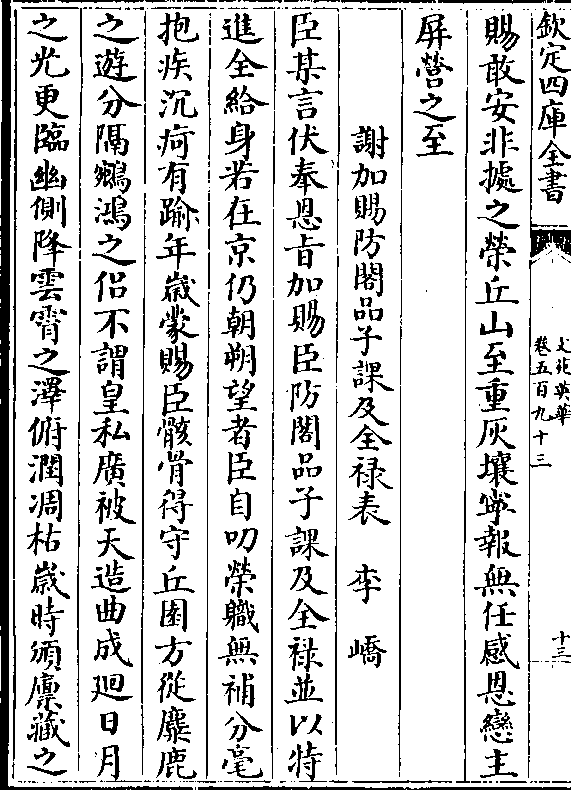 欽定四庫全書
文苑英華
卷五百九十三
十三
賜敢安非據之榮丘山至重灰壤寧報無任感恩戀主
屏營之至
謝加賜防閤品子課及全禄表　李嶠
臣某言伏奉恩㫖加賜臣防閤品子課及全禄並以特
進全給身若在京仍朝朔望者臣自叨榮職無補分毫
抱疾沉痾有踰年嵗蒙賜臣骸骨得守丘園方從麋鹿
之遊分隔鵷鴻之侣不謂皇私廣被天造曲成廻日月
之光更臨幽側降雲霄之澤俯潤凋枯嵗時頒廪藏之